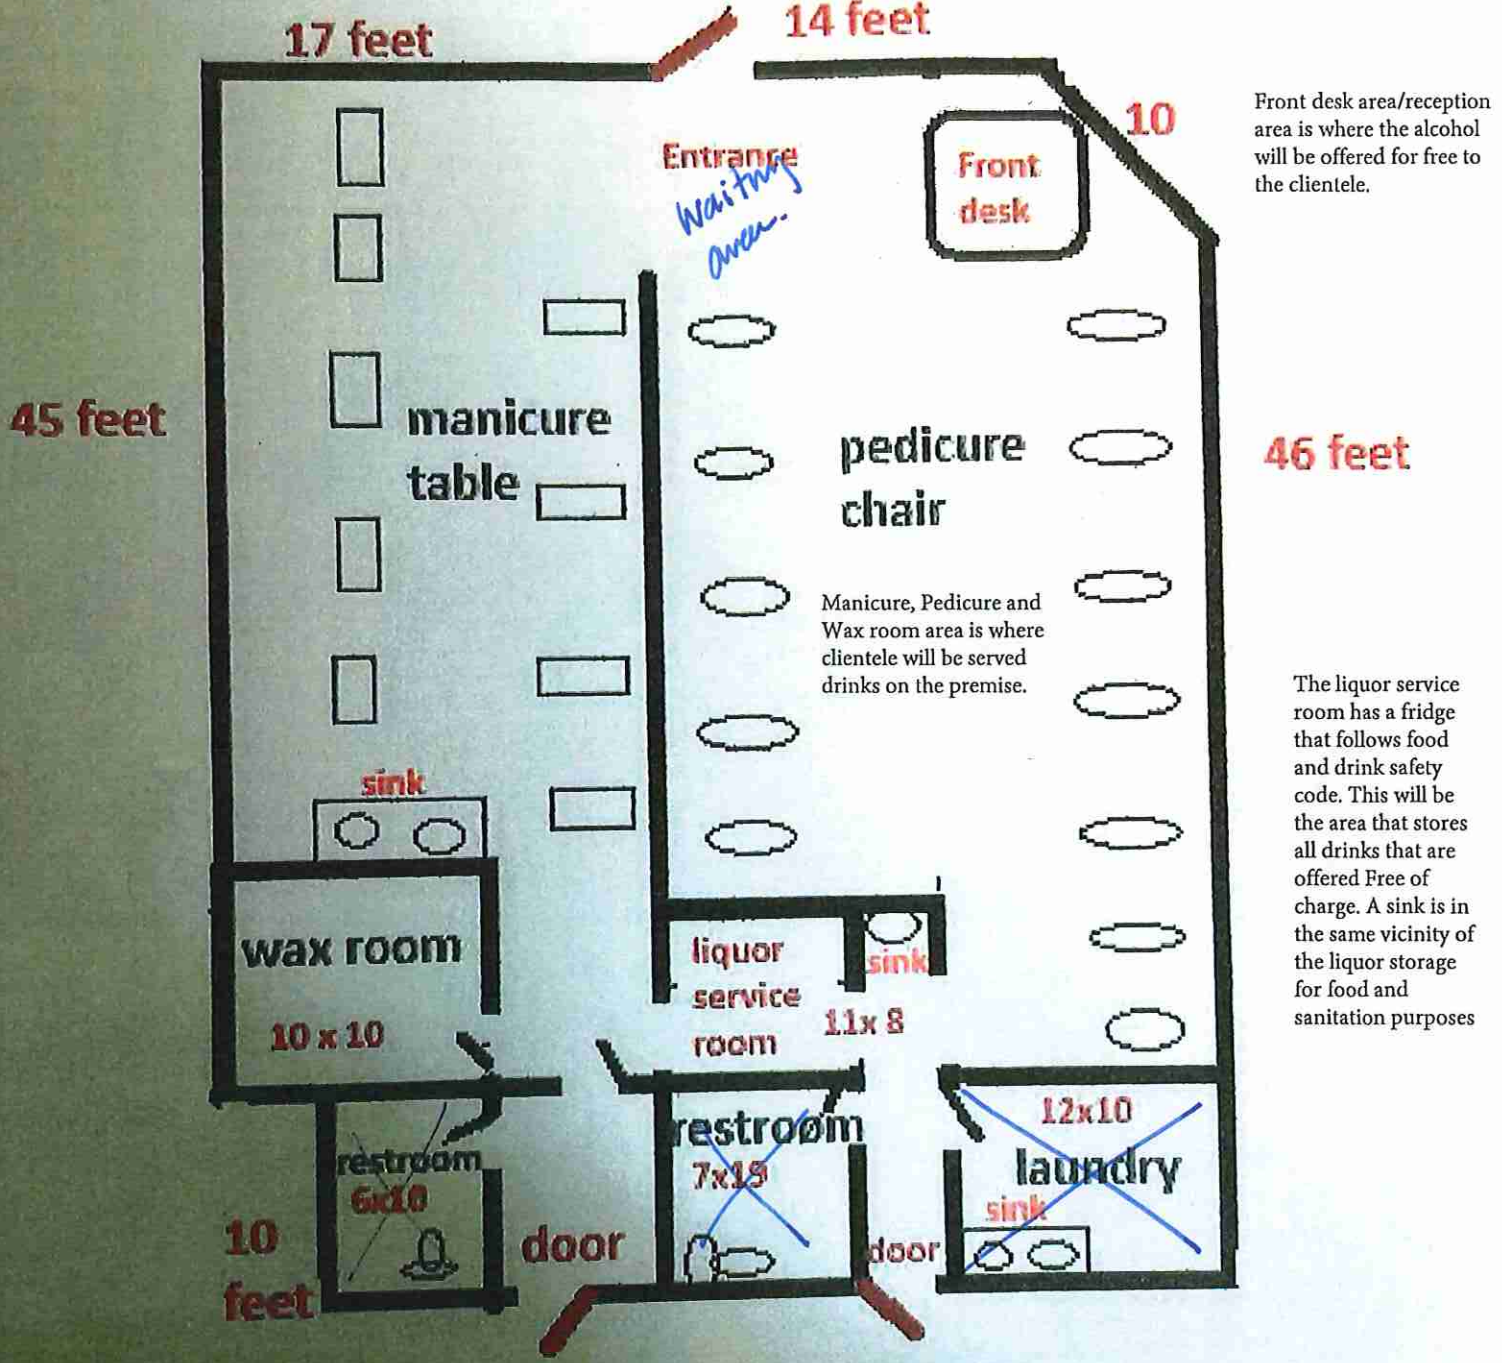 17 feet
14 feet
10
Front desk area/reception
area is where the alcohol
will be offered for free to
the clientele.
Entrance
waiting
area.
Front
desk
45 feet
manicure
table
pedicure
chair
46 feet
Manicure, Pedicure and
Wax room area is where
clientele will be served
drinks on the premise.
The liquor service
room has a fridge
that follows food
and drink safety
code. This will be
the area that stores
all drinks that are
offered Free of
charge. A sink is in
the same vicinity of
the liquor storage
for food and
sanitation purposes
sink
wax room
10 x 10
liquor
service
room
sink
11x 8
restroom
6x10
restroom
7x19
12x10
laundry
sink
10
feet
door
door